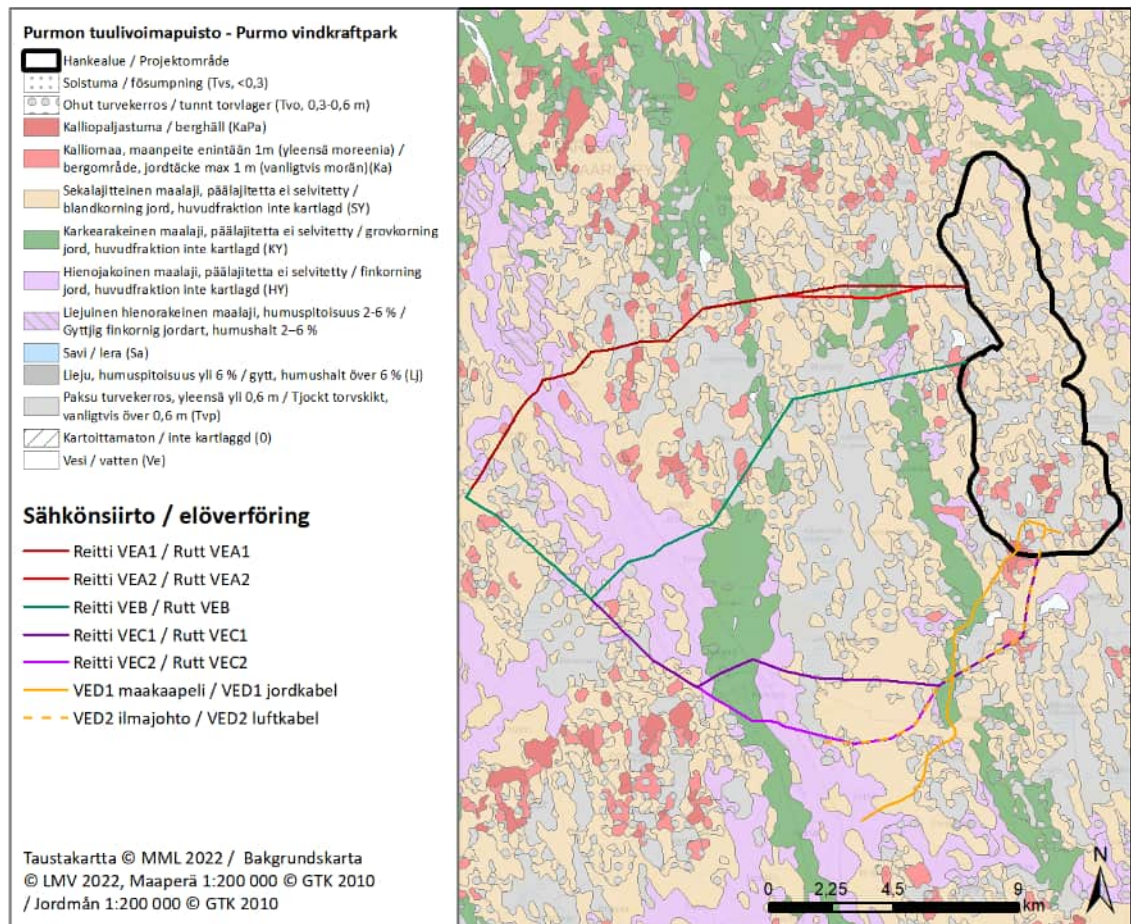 Purmon tuulivoimapuisto - Purmo vindkraftpark
Hankealue / Projektområde
Soistuma / fösumpning (Tvs, <0,3)
Ohut turvekerros / tunnt torvlager (Tvo, 0,3-0,6 m)
Kalliopaljastuma / berghäll (KaPa)
Kalliomaa, maanpeite enintään 1m (yleensä moreenia) /
bergområde, jordtäcke max 1 m (vanligtvis morän)(Ka)
Sekalajitteinen maalaji, päälajitetta ei selvitetty /
blandkorning jord, huvudfraktion inte kartlagd (SY)
Karkearakeinen maalaji, päälajitetta ei selvitetty / grovkorning
jord, huvudfraktion inte kartlagd (KY)
Hienojakoinen maalaji, päälajitetta ei selvitetty / finkorning
jord, huvudfraktion inte kartlagd (HY)
Liejuinen hienorakeinen maalaji, humuspitoisuus 2-6 % /
Gyttjig finkornig jordart, humushalt 2–6 %
Savi / lera (Sa)
Lieju, humuspitoisuus yli 6 % / gytt, humushalt över 6 % (Lj)
Paksu turvekerros, yleensä yli 0,6 m / Tjockt torvskikt,
vanligtvis över 0,6 m (Tvp)
Kartoittamaton / inte kartlaggd (0)
Vesi / vatten (Ve)
Sähkönsiirto / elöverföring
Reitti VEA1 / Rutt VEA1
Reitti VEA2 / Rutt VEA2
Reitti VEB / Rutt VEB
Reitti VEC1 / Rutt VEC1
Reitti VEC2 / Rutt VEC2
VED1 maakaapeli / VED1 jordkabel
VED2 ilmajohto / VED2 luftkabel
Taustakartta © MML 2022 / Bakgrundskarta
© LMV 2022, Maaperä 1:200 000 © GTK 2010
/ Jordmån 1:200 000 © GTK 2010
N
0 2,25 4,5 9
km